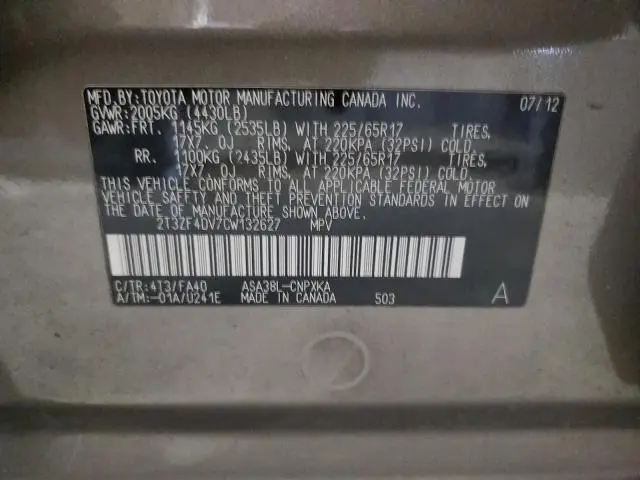 MFD.BY:TOYOTA MOTOR MANUFACTURING CANADA INC. 07/12
GVWR:2005KG (4430LB)
GAWR:FRT. 1145KG (2535LB) WITH 225/65R17 TIRES,
17X7. 0J RIMS, AT 220KPA (32PSI) COLD.
RR. 1100KG (2435LB) WITH 225/65R17 TIRES,
17X7. 0J RIMS, AT 220KPA (32PSI) COLD.
THIS VEHICLE CONFORMS TO ALL APPLICABLE FEDERAL MOTOR
VEHICLE SAFTTY AND THEFT PREVENTION STANDARDS IN EFFECT ON
THE DATE OF MANUFACTURE SHOWN ABOVE.
2T3ZF4DV7CW132627 MPV
C/TR:4T3/FA40 ASA38L-CNPXKA
A/TM:-01A/U241E MADE IN CANADA 503 A